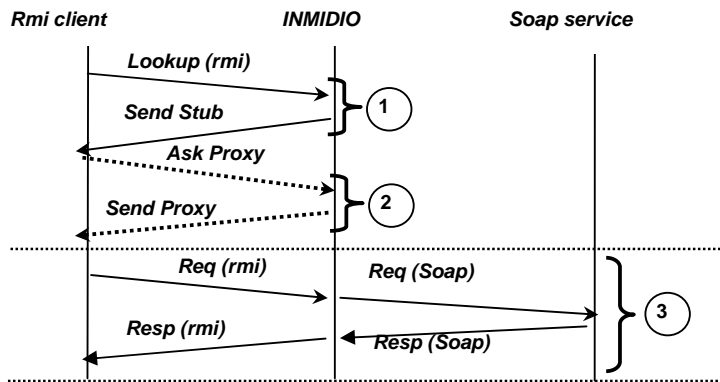 Rmi client INMIDIO Soap service
Lookup (rmi)
1
Send Stub
Ask Proxy
2
Send Proxy
Req (rmi) Req (Soap)
3
Resp (rmi) Resp (Soap)